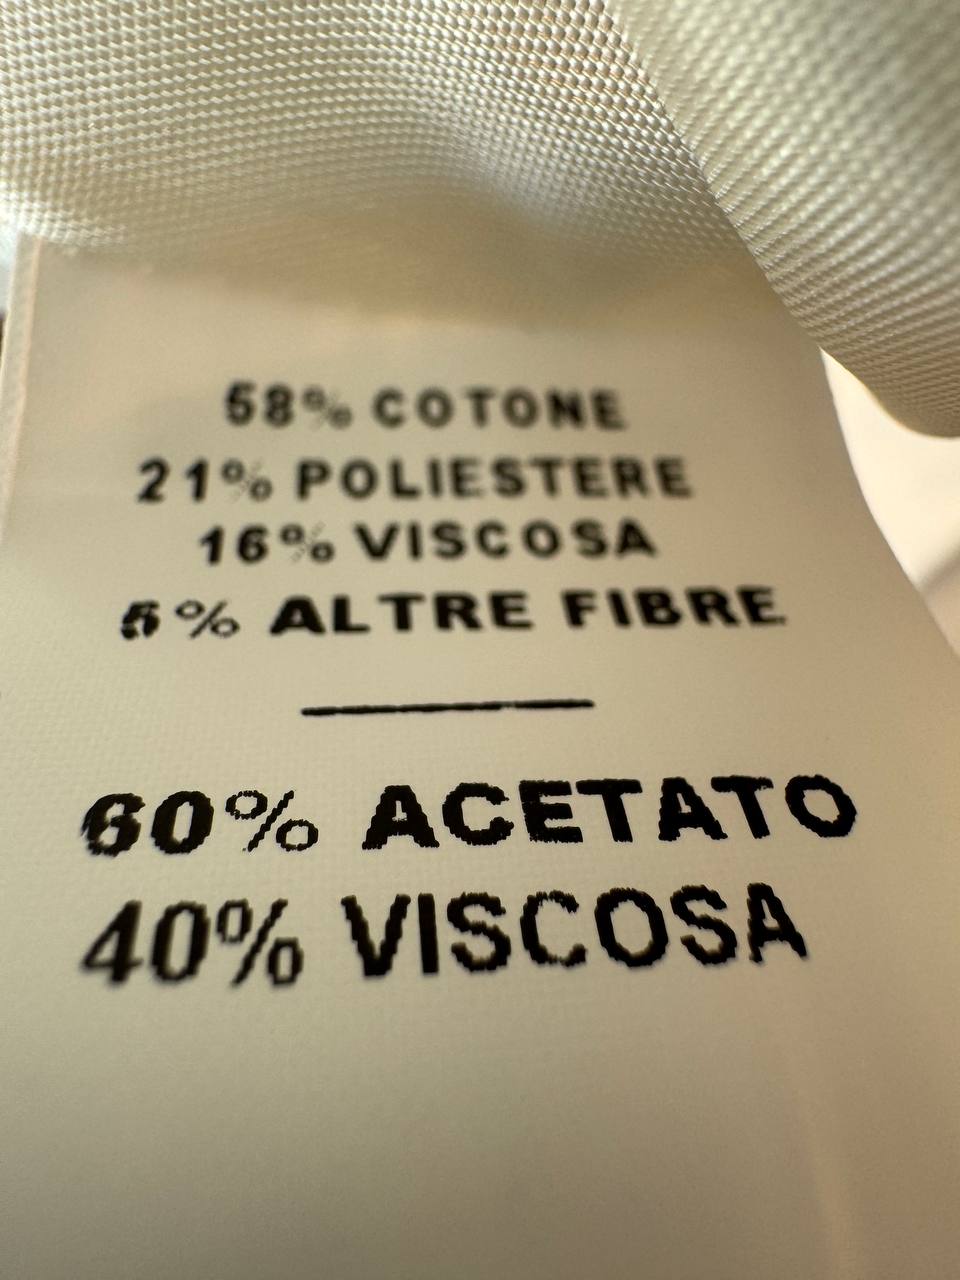 58% COTONE
21% POLIESTERE
16% VISCOSA
5% ALTRE FIBRE
60% ACETATO
40% VISCOSA